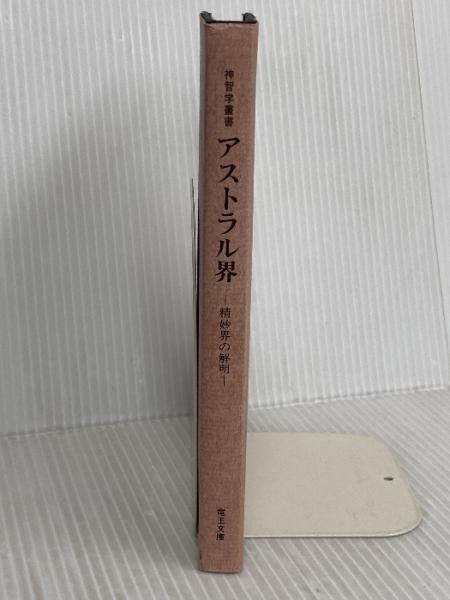 神智学叢書
アストラル界
―精妙界の解明―
竜王文庫